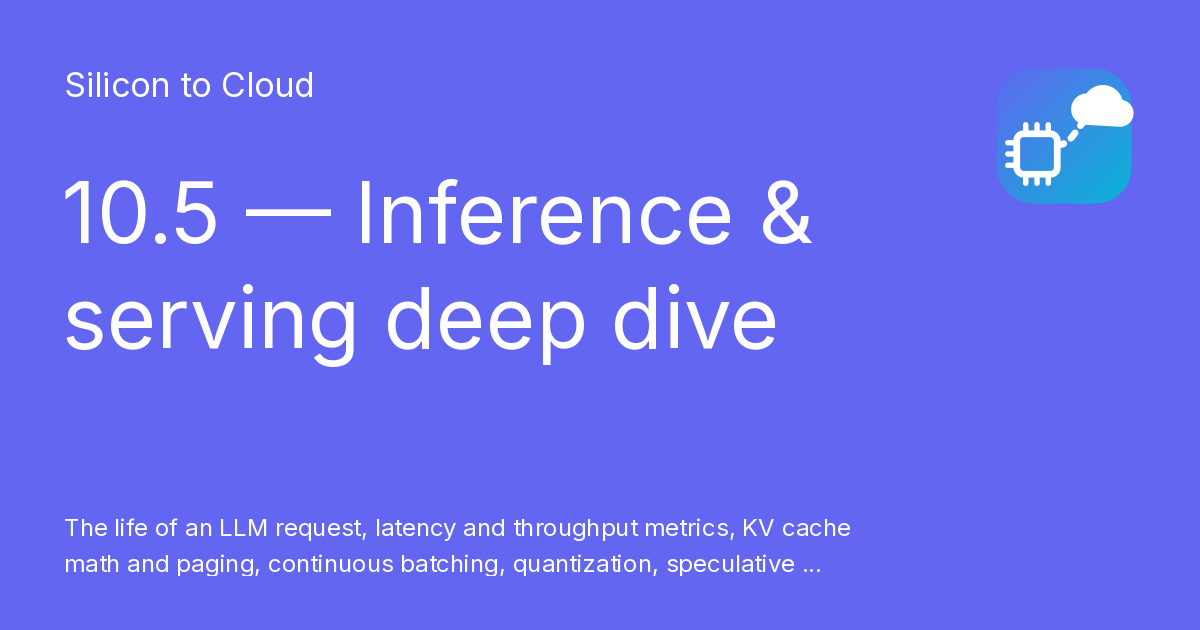 Silicon to Cloud
10.5 — Inference &
serving deep dive
The life of an LLM request, latency and throughput metrics, KV cache
math and paging, continuous batching, quantization, speculative ...